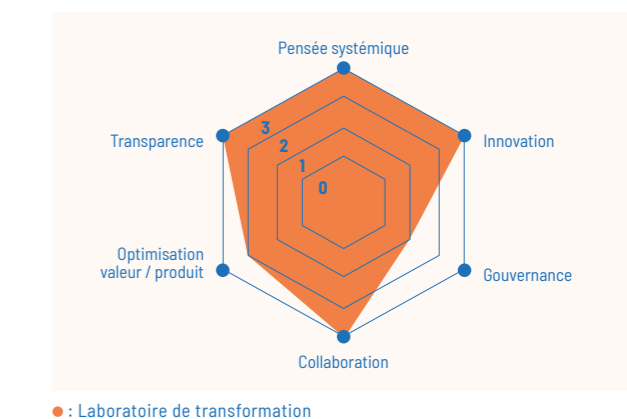 Pensée systémique
3
Transparence
2
Innovation
1
0
Optimisation
valeur / produit
Gouvernance
Collaboration
: Laboratoire de transformation